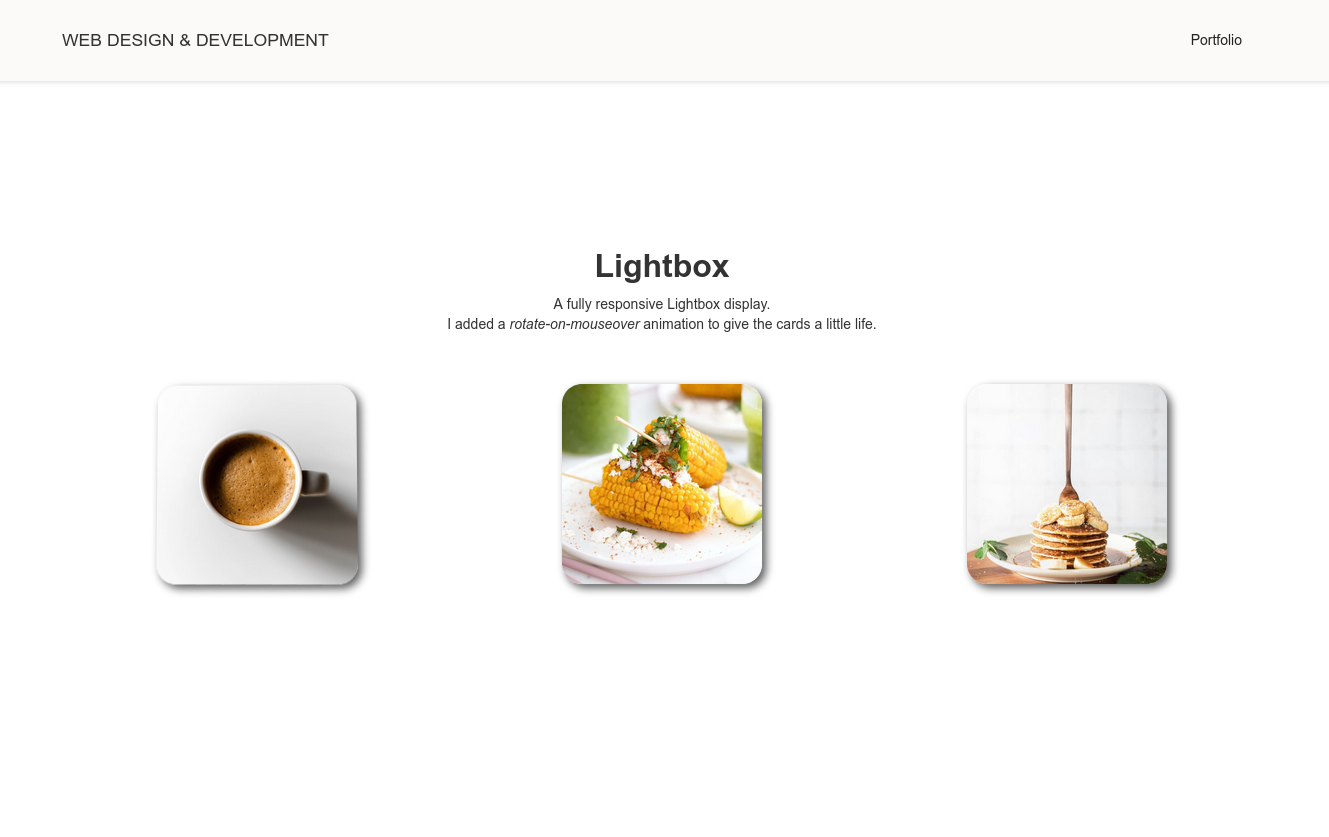 WEB DESIGN & DEVELOPMENT
Portfolio
Lightbox
A fully responsive Lightbox display.
I added a rotate-on-mouseover animation to give the cards a little life.